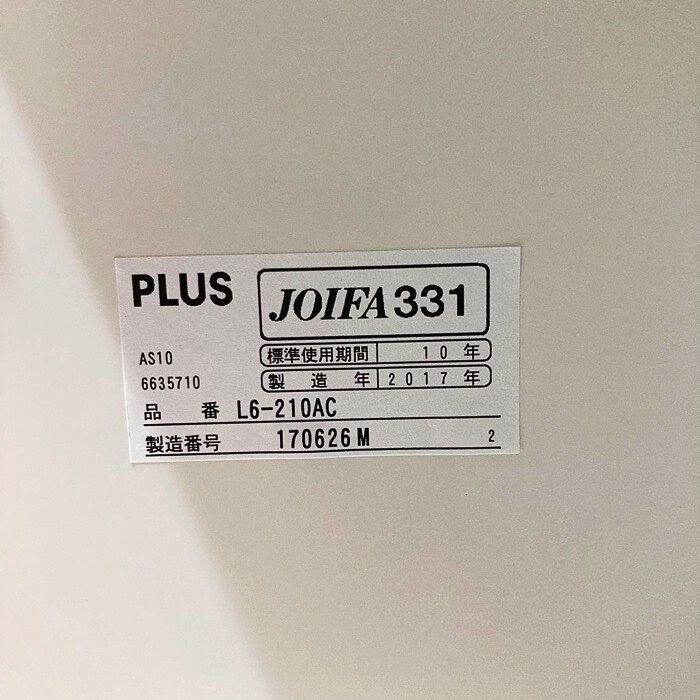 PLUS
JOIFA331
AS10
標準使用期間 10年
6635710
製造年 2017年
品番 L6-210AC
製造番号 170626M 2